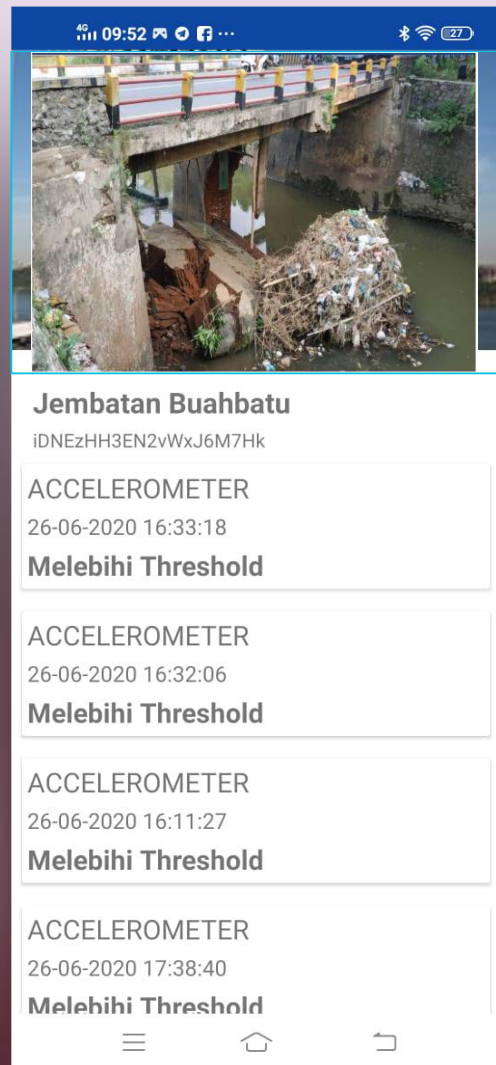 4G 09:52 ... 27
Jembatan Buahbatu
iDNEzHH3EN2vWxJ6M7Hk
ACCELEROMETER
26-06-2020 16:33:18
Melebihi Threshold
ACCELEROMETER
26-06-2020 16:32:06
Melebihi Threshold
ACCELEROMETER
26-06-2020 16:11:27
Melebihi Threshold
ACCELEROMETER
26-06-2020 17:38:40
Melebihi Threshold